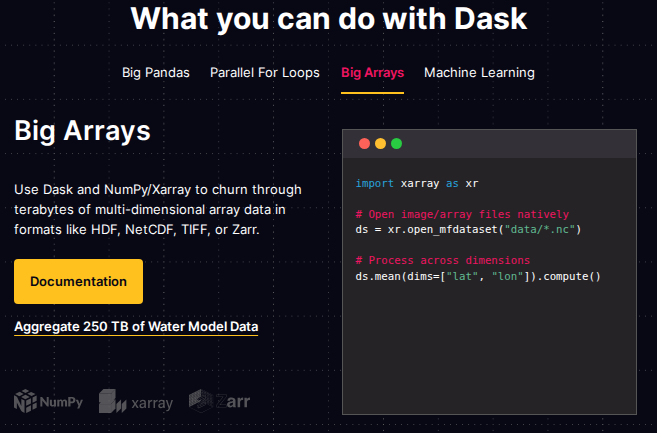 What you can do with Dask
Big Pandas Parallel For Loops Big Arrays Machine Learning
Big Arrays
Use Dask and NumPy/Xarray to churn through
terabytes of multi-dimensional array data in
formats like HDF, NetCDF, TIFF, or Zarr.
Documentation
Aggregate 250 TB of Water Model Data
NumPy xarray Zarr
import xarray as xr
# Open image/array files natively
ds = xr.open_mfdataset("data/*.nc")
# Process across dimensions
ds.mean(dims=["lat", "lon"]).compute()